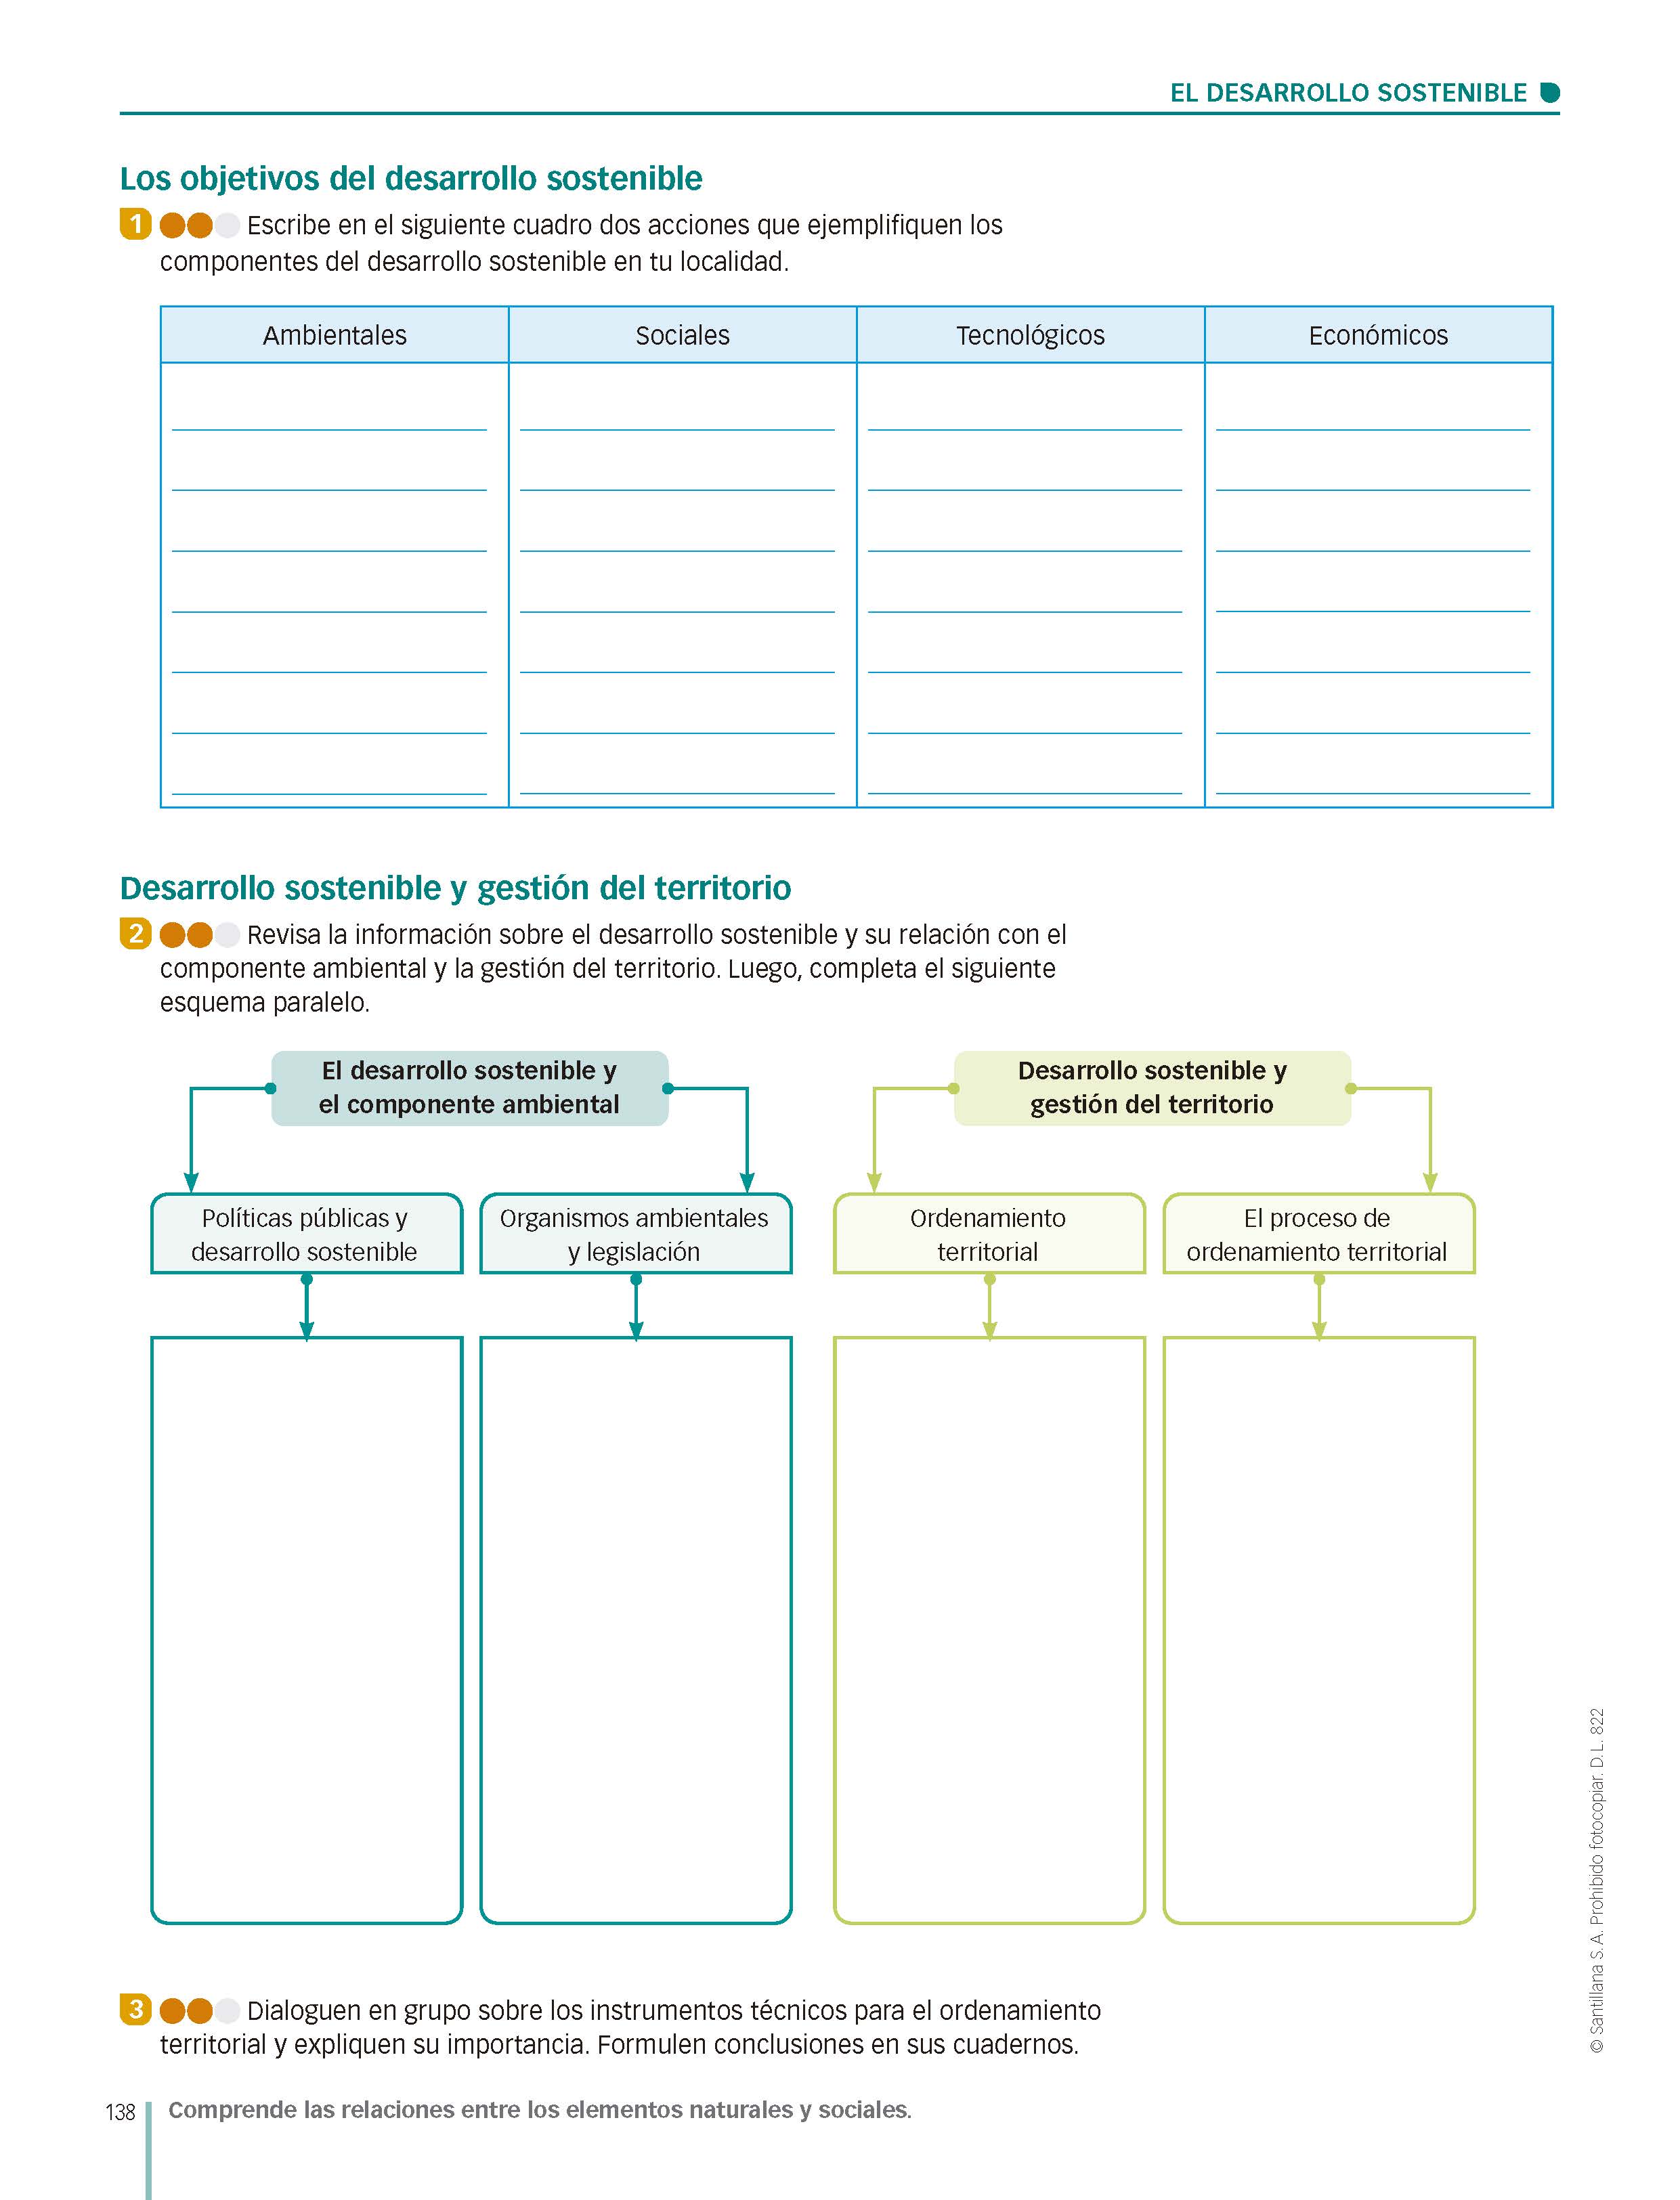 EL DESARROLLO SOSTENIBLE
Los objetivos del desarrollo sostenible
1 Escribe en el siguiente cuadro dos acciones que ejemplifiquen los
componentes del desarrollo sostenible en tu localidad.
Ambientales Sociales Tecnológicos Económicos
Desarrollo sostenible y gestión del territorio
2 Revisa la información sobre el desarrollo sostenible y su relación con el
componente ambiental y la gestión del territorio. Luego, completa el siguiente
esquema paralelo.
El desarrollo sostenible y
el componente ambiental
Desarrollo sostenible y
gestión del territorio
Políticas públicas y
desarrollo sostenible
Organismos ambientales
y legislación
Ordenamiento
territorial
El proceso de
ordenamiento territorial
3 Dialoguen en grupo sobre los instrumentos técnicos para el ordenamiento
territorial y expliquen su importancia. Formulen conclusiones en sus cuadernos.
© Santillana S. A. Prohibido fotocopiar. D. L. 822
138 Comprende las relaciones entre los elementos naturales y sociales.